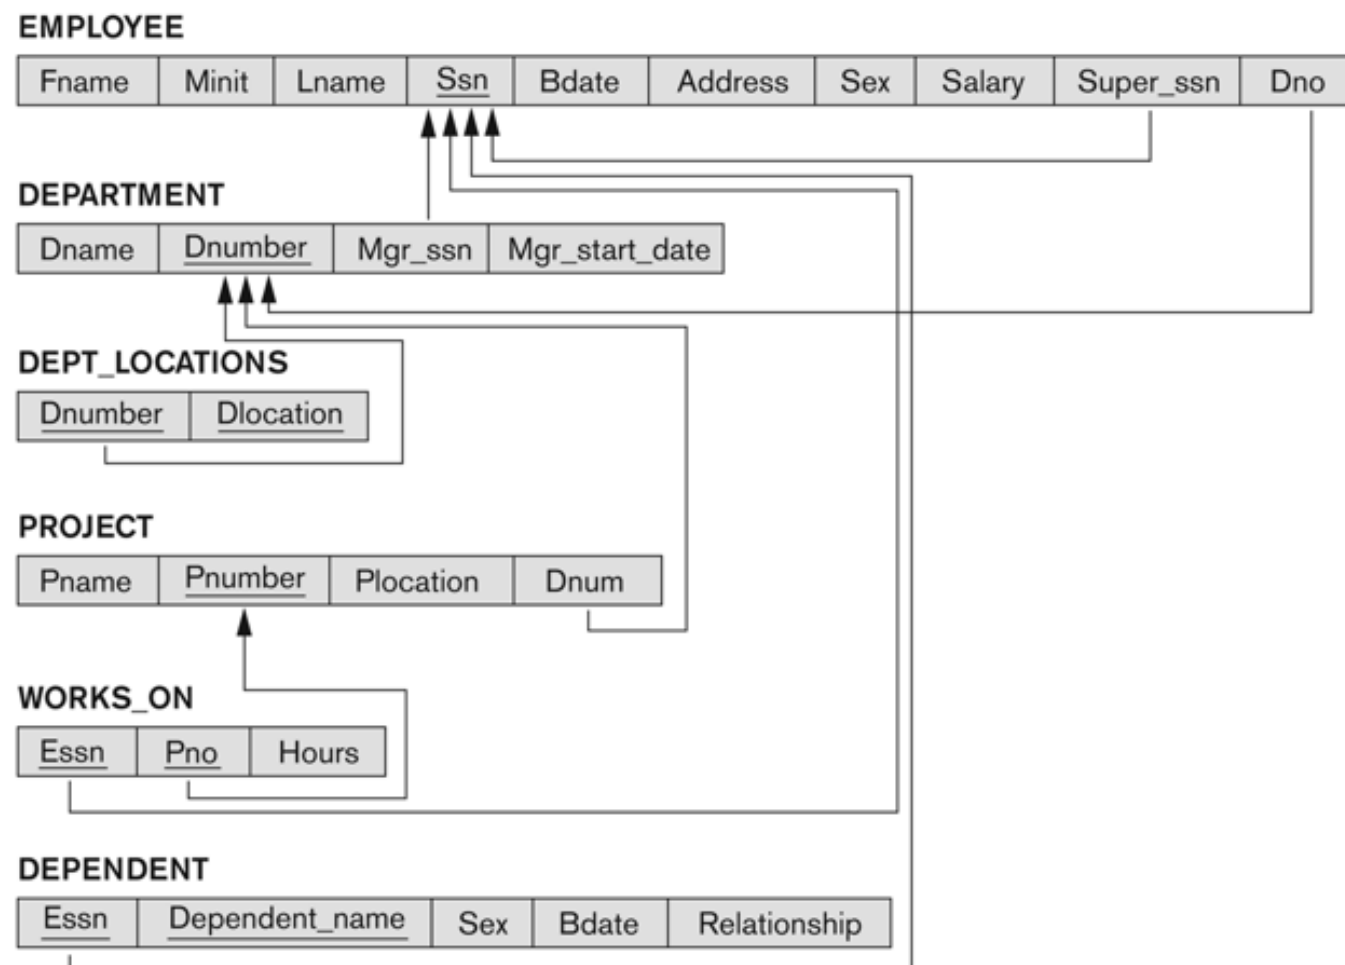 EMPLOYEE
Fname Minit Lname Ssn Bdate Address Sex Salary Super_ssn Dno
DEPARTMENT
Dname Dnumber Mgr_ssn Mgr_start_date
DEPT_LOCATIONS
Dnumber Dlocation
PROJECT
Pname Pnumber Plocation Dnum
WORKS_ON
Essn Pno Hours
DEPENDENT
Essn Dependent_name Sex Bdate Relationship